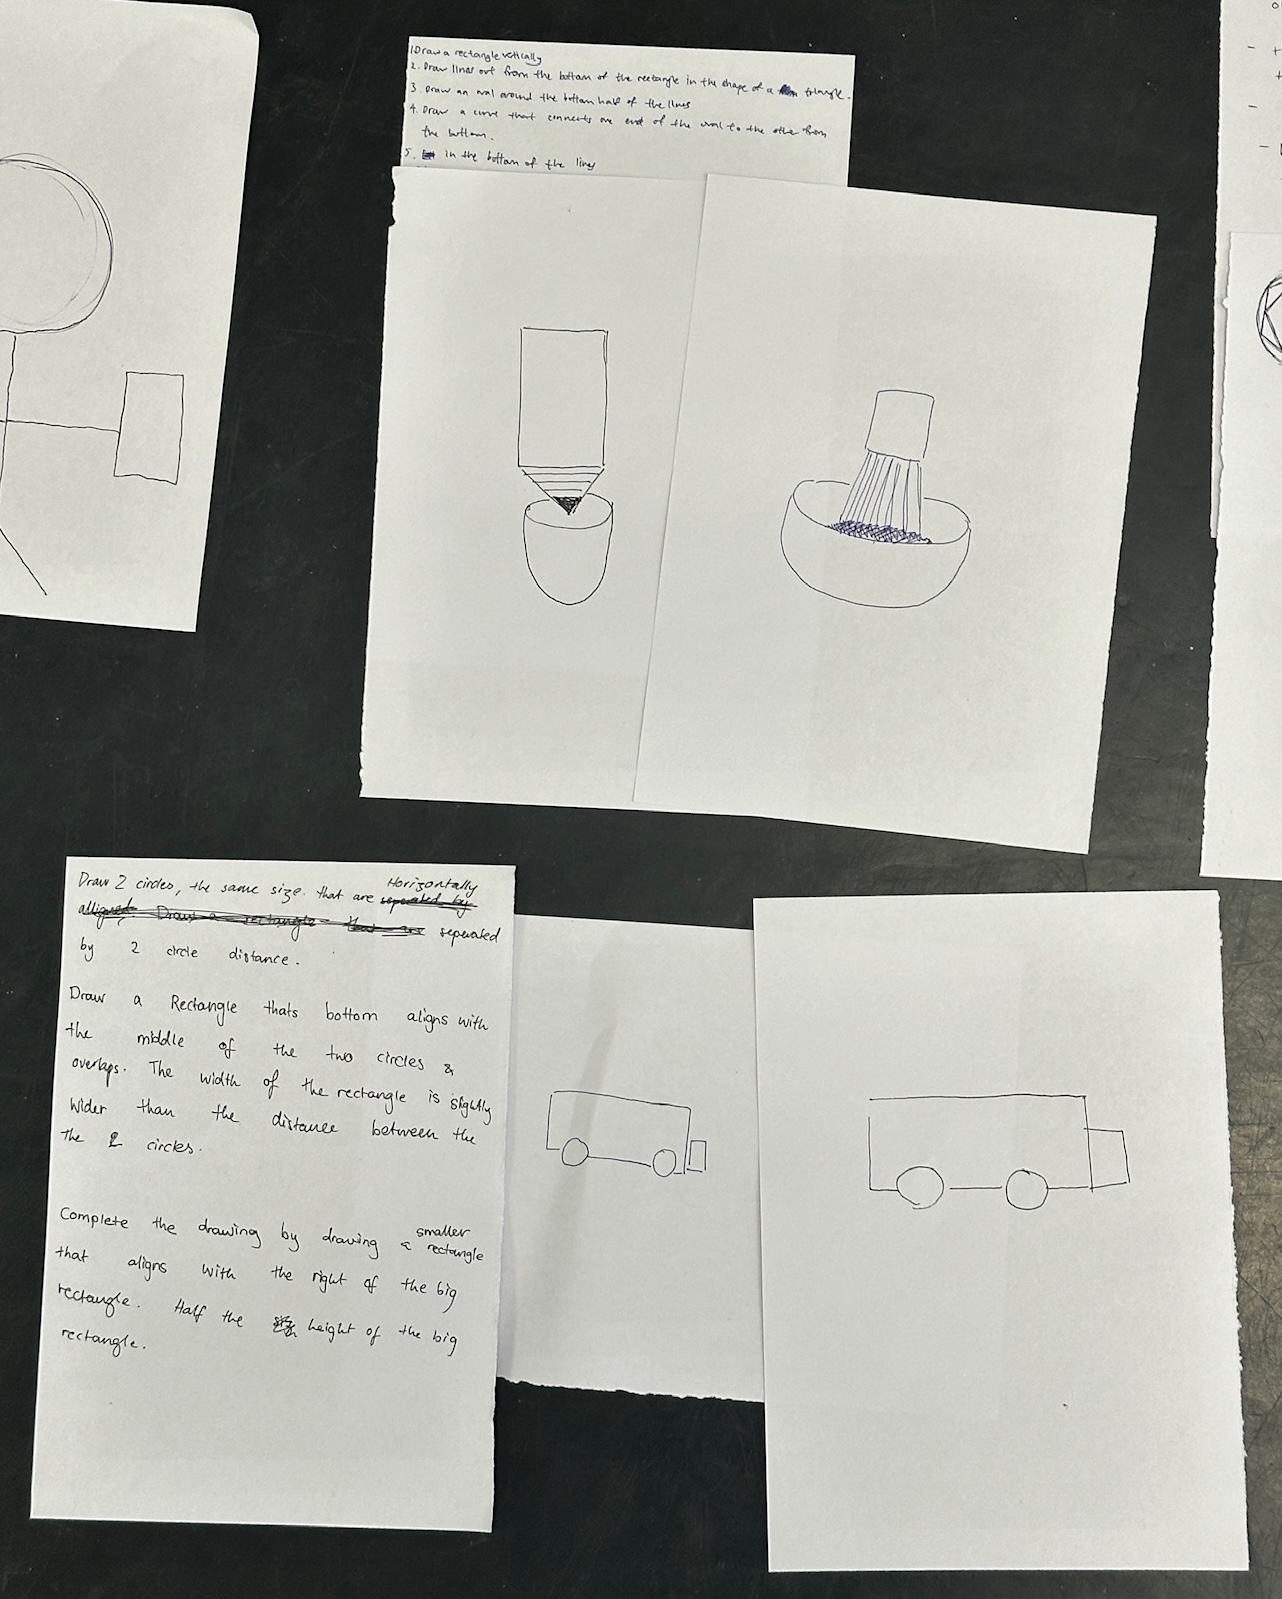 1. Draw a rectangle vertically
2. Draw lines out from the bottom of the rectangle in the shape of a triangle.
3. Draw an oval around the bottom half of the lines
4. Draw a curve that connects one end of the oval to the other from
the bottom.
5. in the bottom of the lines
Draw 2 circles, the same size. that are Horizontally
alligned. Draw a rectangle that are seperated
by 2 circle distance.
Draw a Rectangle thats bottom aligns with
the middle of the two circles &
overlaps. The width of the rectangle is slightly
wider than the distance between the
the 2 circles.
Complete the drawing by drawing a smaller rectangle
that aligns with the right of the big
rectangle. Half the height of the big
rectangle.